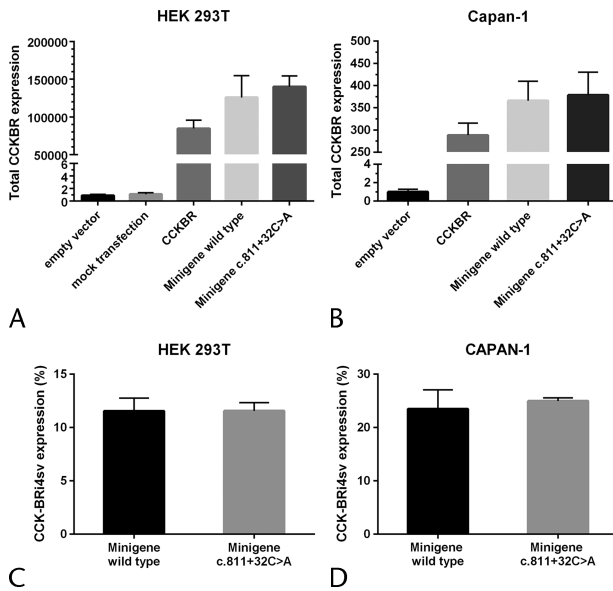 HEK 293T
Total CCKBR expression
200000
150000
100000
50000
6
4
2
0
empty vector
mock transfection
CCKBR
Minigene wild type
Minigene c.811+32C>A
A
Capan-1
Total CCKBR expression
500
450
400
350
300
250
4
2
0
empty vector
CCKBR
Minigene wild type
Minigene c.811+32C>A
B
HEK 293T
CCK-BRi4sv expression (%)
15
10
5
0
Minigene
wild type
Minigene
c.811+32C>A
C
CAPAN-1
CCK-BRi4sv expression (%)
30
20
10
0
Minigene
wild type
Minigene
c.811+32C>A
D